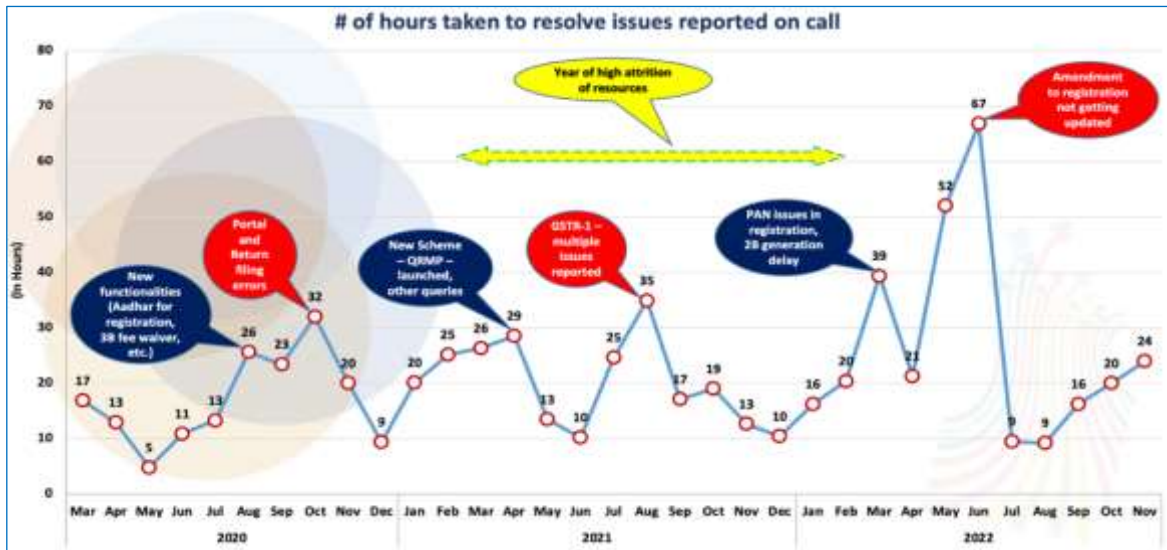 # of hours taken to resolve issues reported on call
80
70
60
50
40
30
20
10
0
(In Hours)
Year of high attrition
of resources
Amendment
to registration
not getting
updated
Portal
and
Return
filing
errors
New Scheme
– QRMP –
launched,
other queries
GSTR-1 –
multiple
issues
reported
PAN issues in
registration,
2B generation
delay
New
functionalities
(Aadhar for
registration,
3B fee waiver,
etc.)
17
13
5
11
13
26
23
32
20
9
20
25
26
29
13
10
25
35
17
19
13
10
16
20
39
21
52
67
9
9
16
20
24
Mar Apr May Jun Jul Aug Sep Oct Nov Dec Jan Feb Mar Apr May Jun Jul Aug Sep Oct Nov Dec Jan Feb Mar Apr May Jun Jul Aug Sep Oct Nov
2020 2021 2022